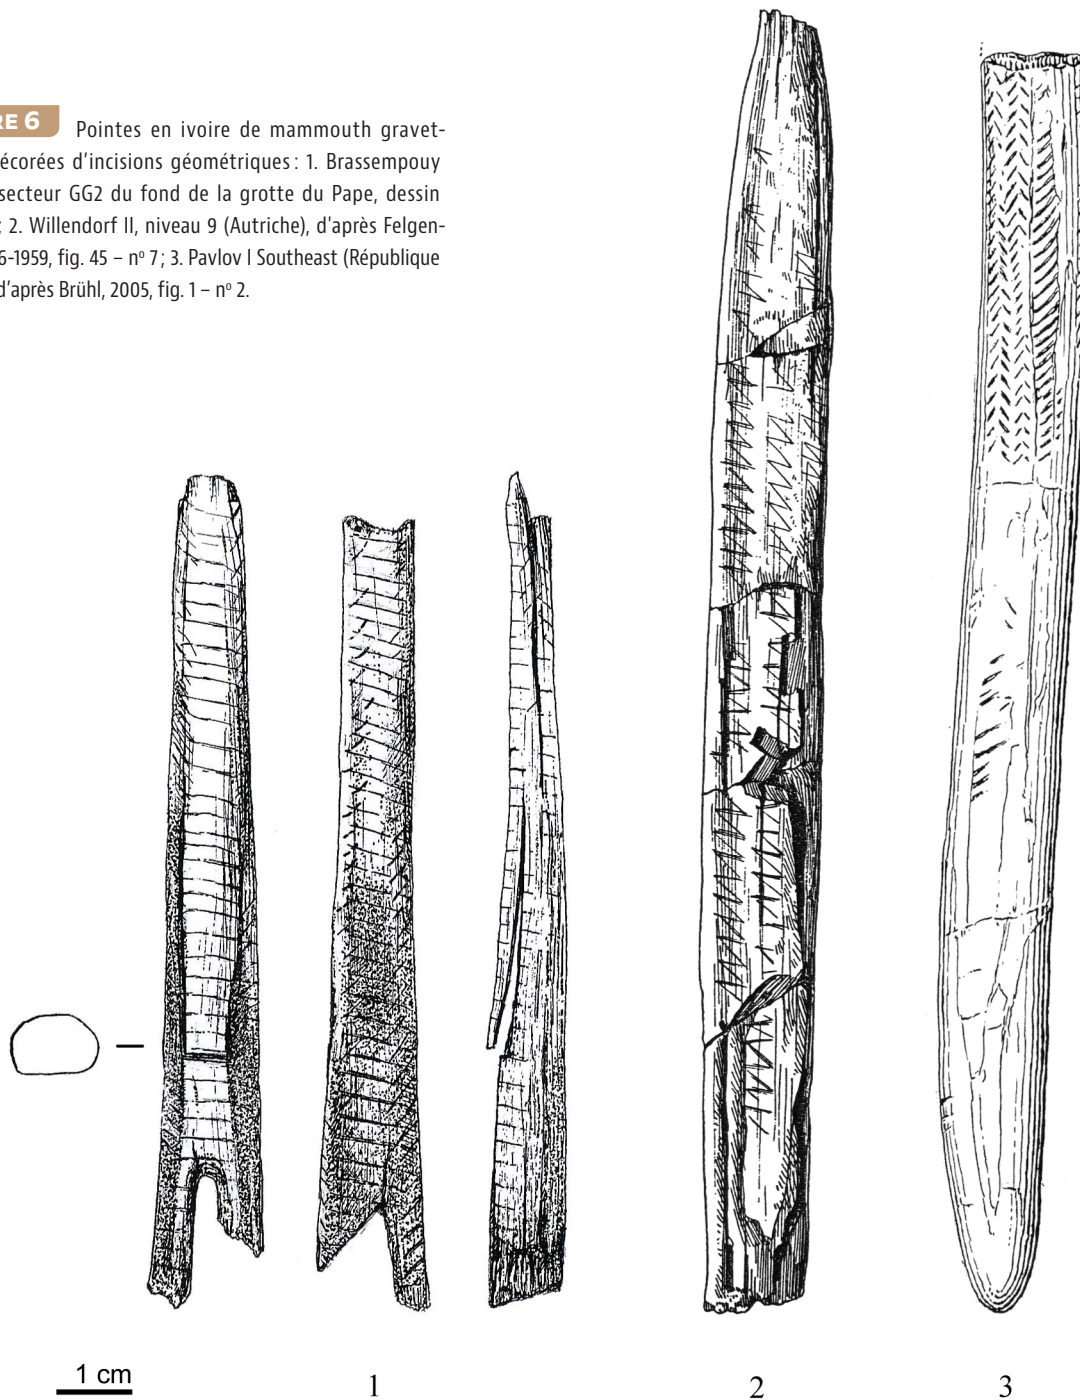 RE 6 Pointes en ivoire de mammouth gravet-
écorées d'incisions géométriques : 1. Brassempouy
secteur GG2 du fond de la grotte du Pape, dessin
; 2. Willendorf II, niveau 9 (Autriche), d'après Felgen-
6-1959, fig. 45 – nº 7 ; 3. Pavlov I Southeast (République
d'après Brühl, 2005, fig. 1 – nº 2.
1 cm
1
2
3